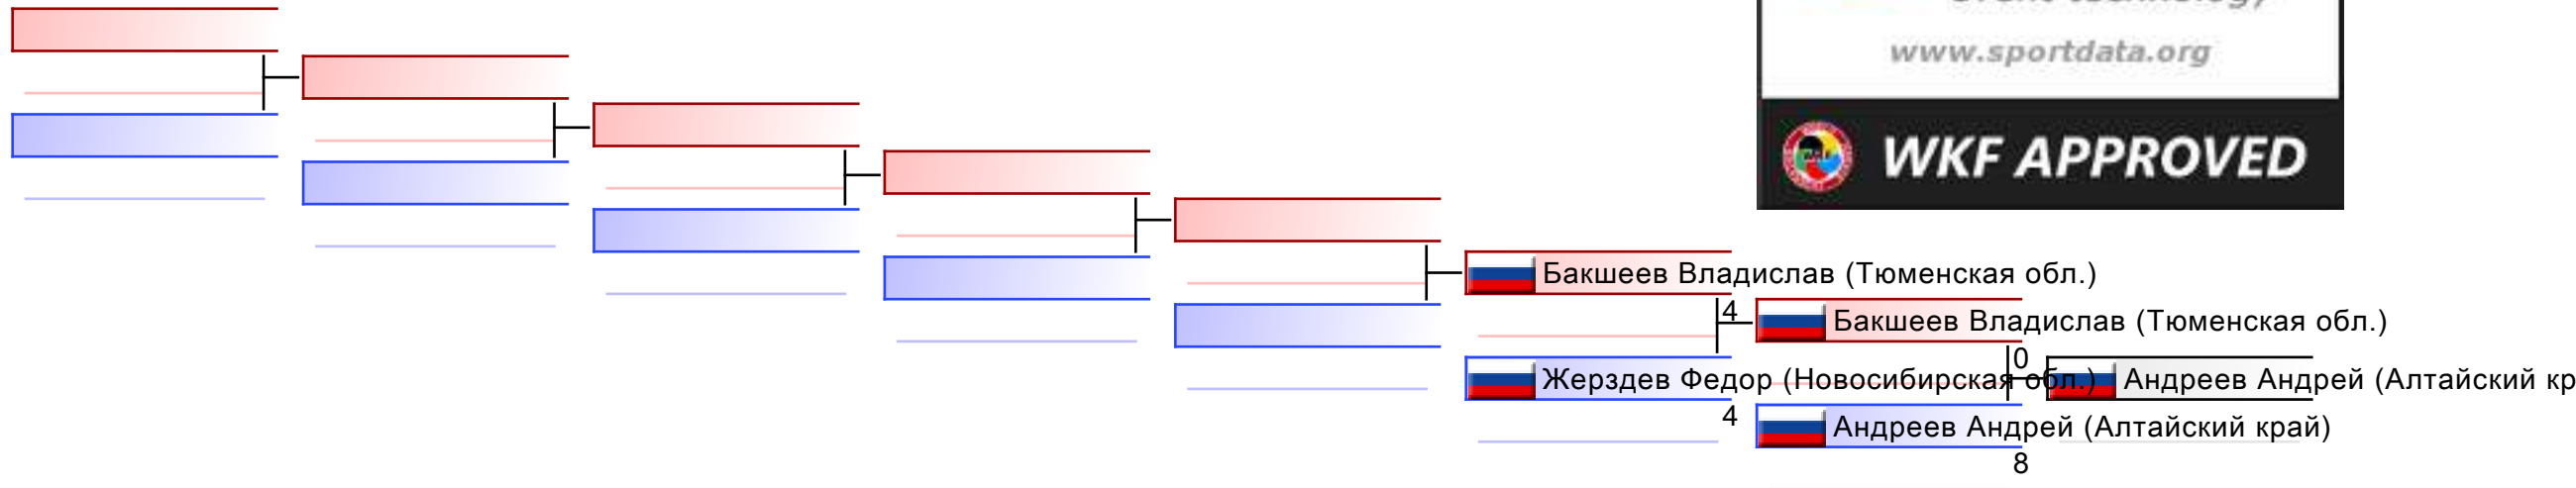 www.sportdata.org
WKF APPROVED
Бакшеев Владислав (Тюменская обл.)
4
Бакшеев Владислав (Тюменская обл.)
0
Жерздев Федор (Новосибирская обл.)
Андреев Андрей (Алтайский кр
4
Андреев Андрей (Алтайский край)
8